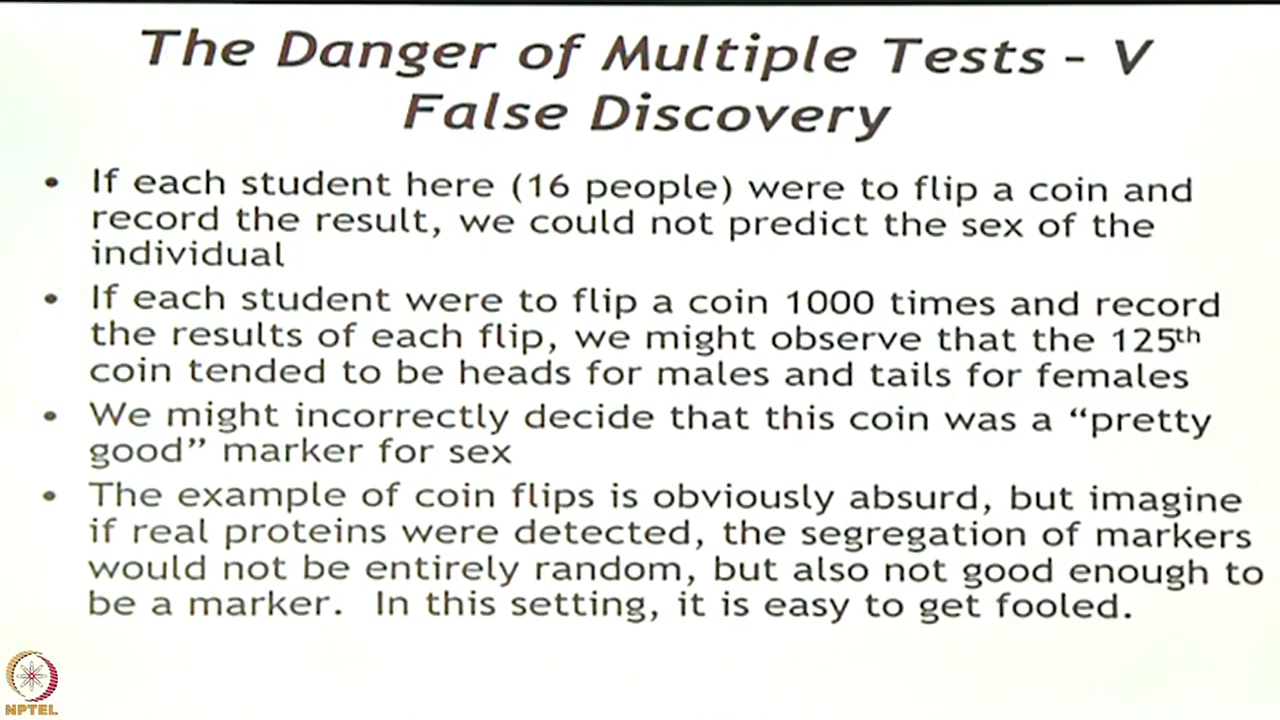 The Danger of Multiple Tests - V
False Discovery
• If each student here (16 people) were to flip a coin and
record the result, we could not predict the sex of the
individual
• If each student were to flip a coin 1000 times and record
the results of each flip, we might observe that the 125th
coin tended to be heads for males and tails for females
• We might incorrectly decide that this coin was a “pretty
good” marker for sex
• The example of coin flips is obviously absurd, but imagine
if real proteins were detected, the segregation of markers
would not be entirely random, but also not good enough to
be a marker.  In this setting, it is easy to get fooled.
NPTEL